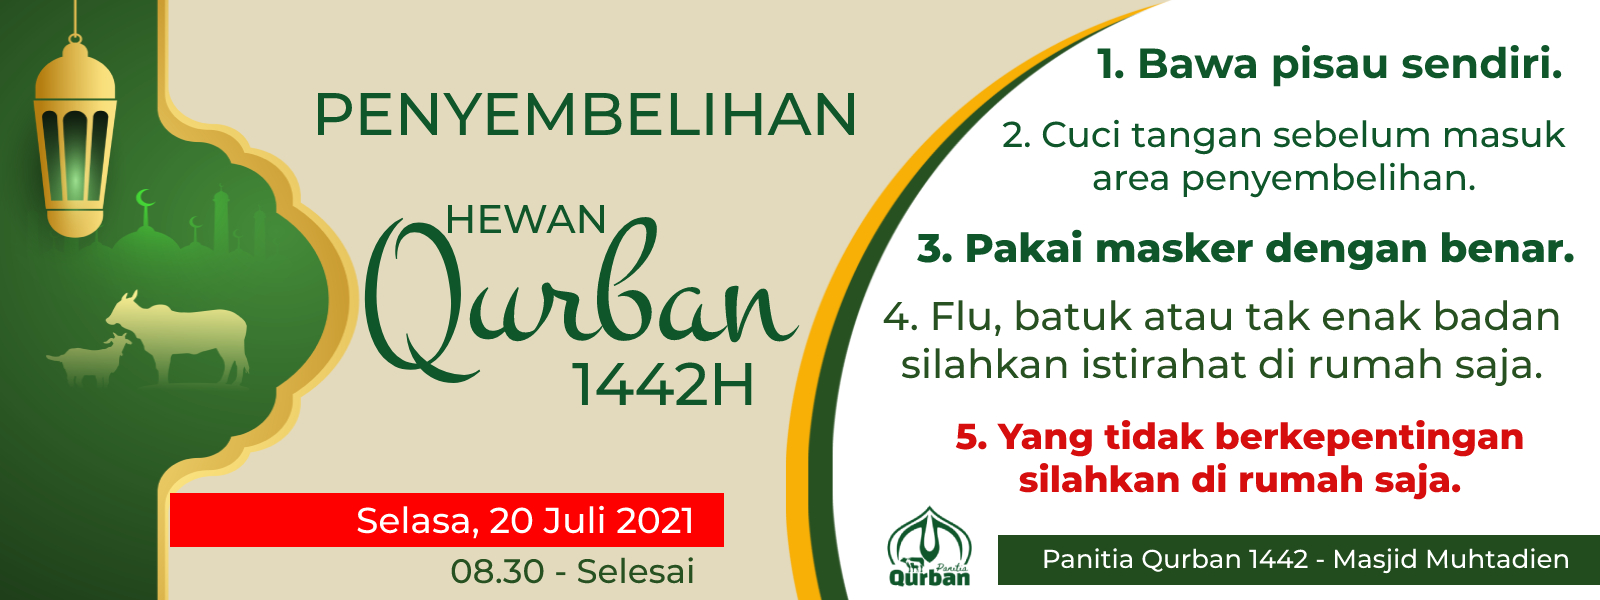 PENYEMBELIHAN
HEWAN
Qurban
1442H
Selasa, 20 Juli 2021
08.30 - Selesai
1. Bawa pisau sendiri.
2. Cuci tangan sebelum masuk
area penyembelihan.
3. Pakai masker dengan benar.
4. Flu, batuk atau tak enak badan
silahkan istirahat di rumah saja.
5. Yang tidak berkepentingan
silahkan di rumah saja.
Panitia
Qurban
Panitia Qurban 1442 - Masjid Muhtadien